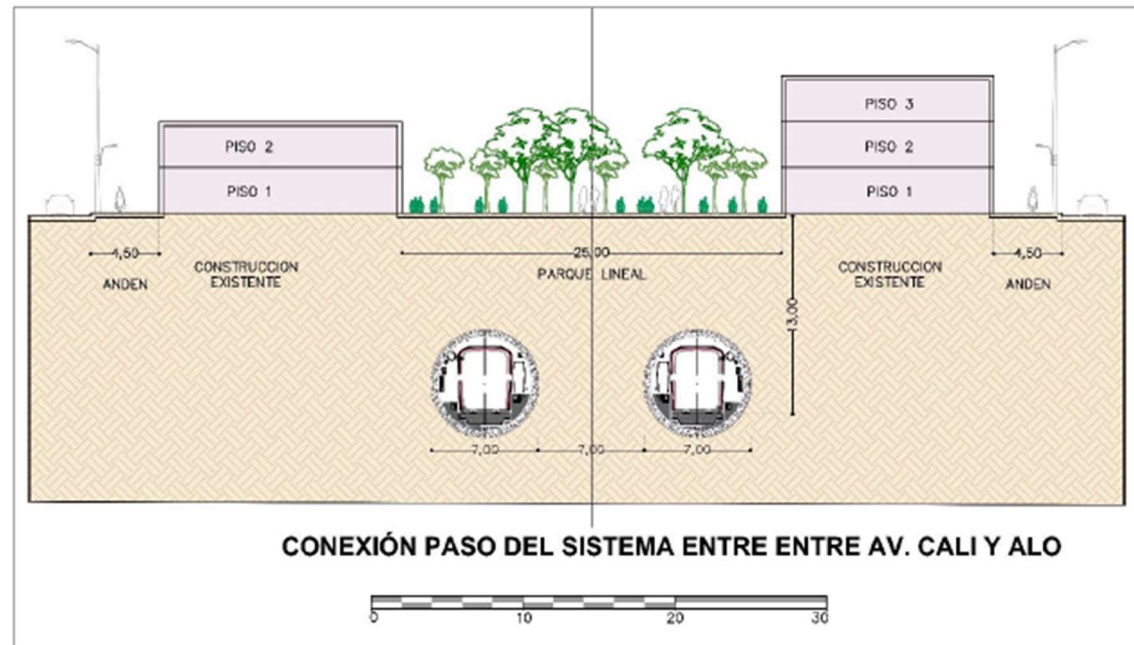 PISO 3
PISO 2
PISO 2
PISO 1
PISO 1
4,50
25,00
4,50
CONSTRUCCION
EXISTENTE
PARQUE LINEAL
CONSTRUCCION
EXISTENTE
ANDEN
ANDEN
13,00
7,00
7,00
7,00
CONEXIÓN PASO DEL SISTEMA ENTRE ENTRE AV. CALI Y ALO
0
10
20
30